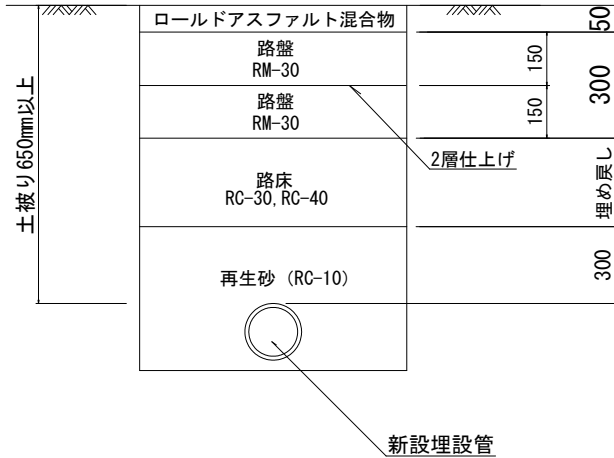 ロールドアスファルト混合物
50
路盤
RM-30
150
300
路盤
RM-30
150
2層仕上げ
土被り650mm以上
路床
RC-30,RC-40
埋め戻し
再生砂（RC-10）
300
新設埋設管